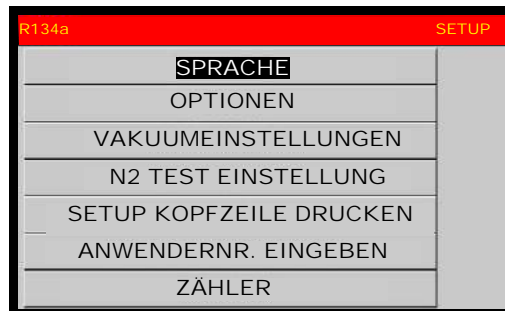 R134a SETUP
SPRACHE
OPTIONEN
VAKUUMEINSTELLUNGEN
N2 TEST EINSTELLUNG
SETUP KOPFZEILE DRUCKEN
ANWENDERNR. EINGEBEN
ZÄHLER